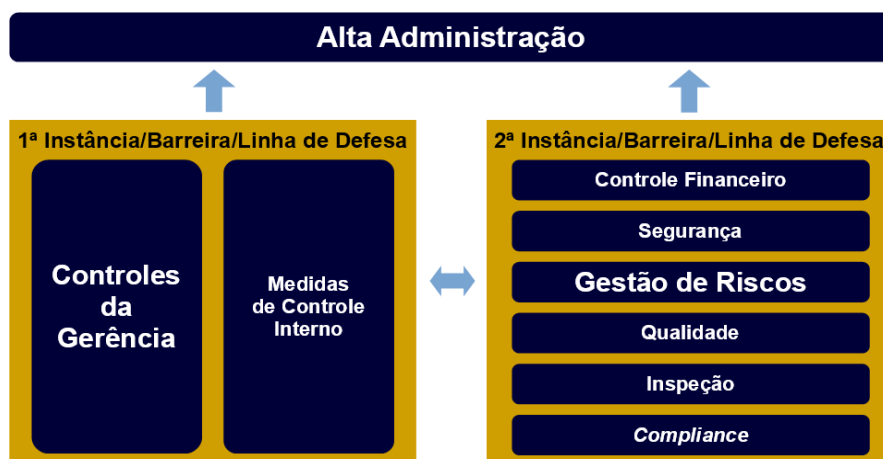 Alta Administração
1ª Instância/Barreira/Linha de Defesa
Controles
da
Gerência
Medidas
de Controle
Interno
2ª Instância/Barreira/Linha de Defesa
Controle Financeiro
Segurança
Gestão de Riscos
Qualidade
Inspeção
Compliance